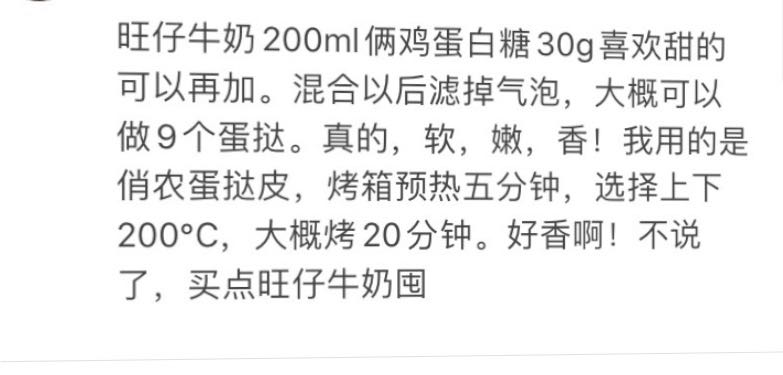 旺仔牛奶200ml俩鸡蛋白糖30g喜欢甜的
可以再加。混合以后滤掉气泡，大概可以
做9个蛋挞。真的，软，嫩，香！我用的是
俏农蛋挞皮，烤箱预热五分钟，选择上下
200°C，大概烤20分钟。好香啊！不说
了，买点旺仔牛奶囤